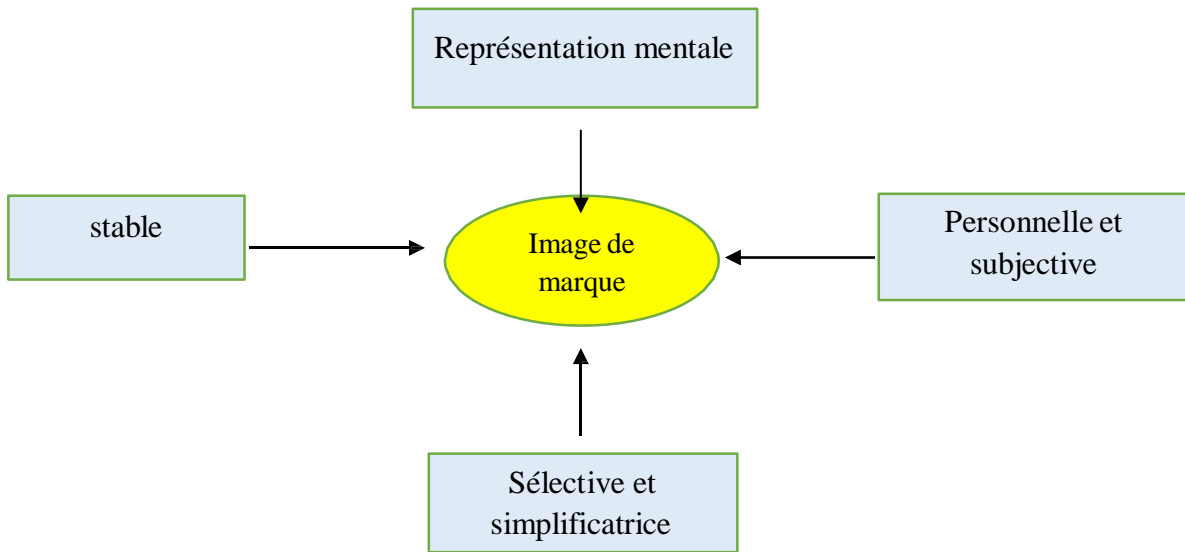 Représentation mentale
stable
Image de
marque
Personnelle et
subjective
Sélective et
simplificatrice